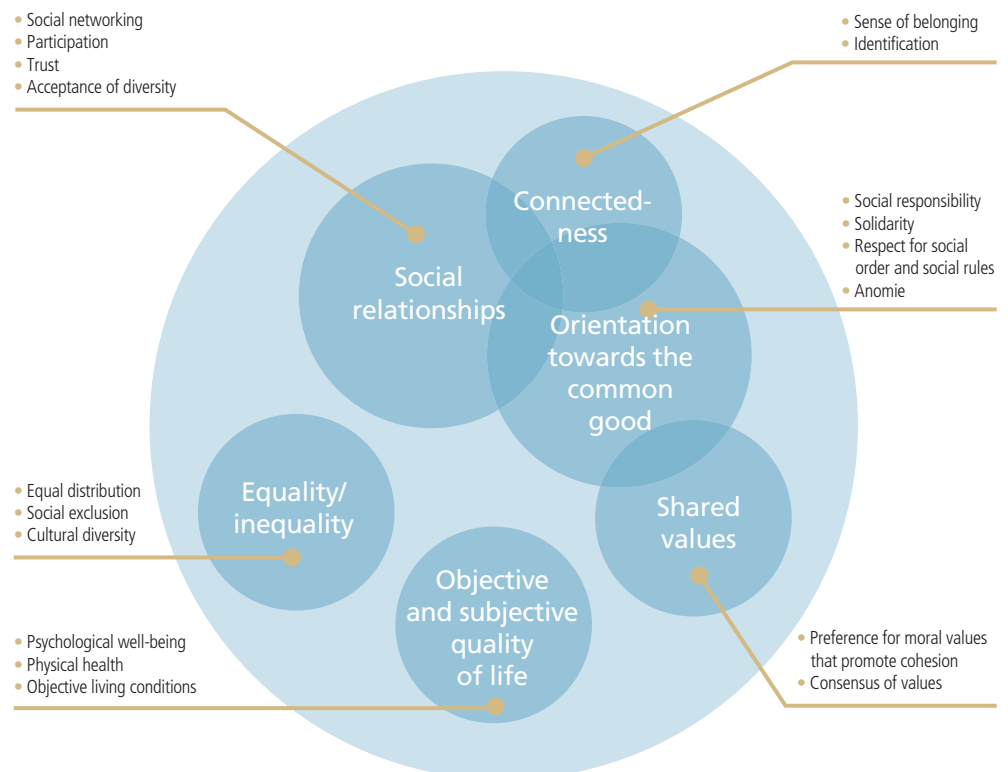 • Social networking
• Participation
• Trust
• Acceptance of diversity
• Sense of belonging
• Identification
Connected-
ness
• Social responsibility
• Solidarity
• Respect for social
order and social rules
• Anomie
Social
relationships
Orientation
towards the
common
good
• Equal distribution
• Social exclusion
• Cultural diversity
Equality/
inequality
Shared
values
Objective
and subjective
quality
of life
• Psychological well-being
• Physical health
• Objective living conditions
• Preference for moral values
that promote cohesion
• Consensus of values